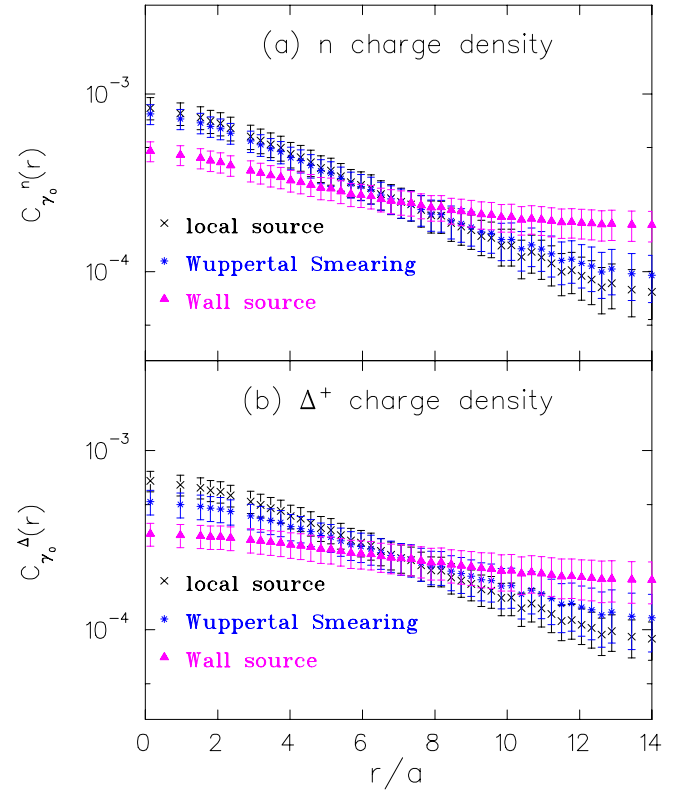 (a) n charge density
10⁻³
C_γ₀ⁿ(r)
10⁻⁴
local source
Wuppertal Smearing
Wall source
(b) Δ⁺ charge density
10⁻³
C_γ₀^Δ(r)
10⁻⁴
local source
Wuppertal Smearing
Wall source
0 2 4 6 8 10 12 14
r/a